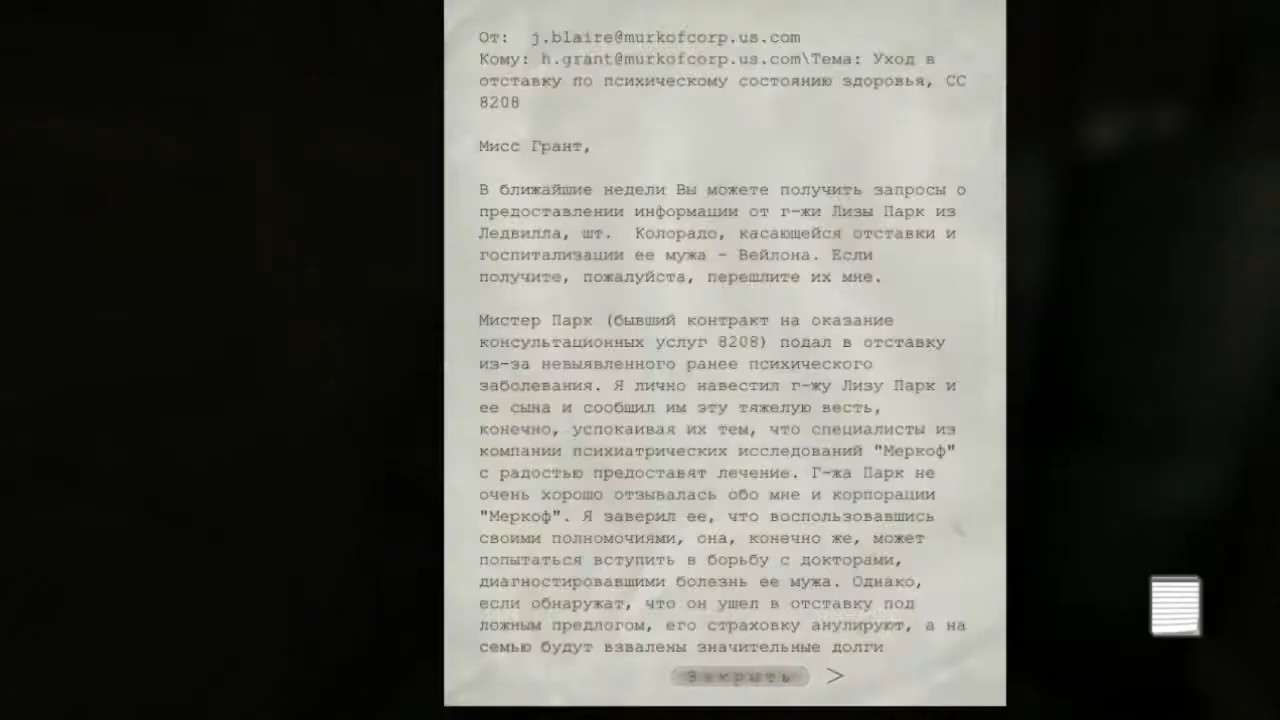 От:  j.blaire@murkofcorp.us.com
Кому: h.grant@murkofcorp.us.com\Тема: Уход в
отставку по психическому состоянию здоровья, СС
8208
Мисс Грант,
В ближайшие недели Вы можете получить запросы о
предоставлении информации от г-жи Лизы Парк из
Ледвилла, шт.  Колорадо, касающейся отставки и
госпитализации ее мужа - Вейлона. Если
получите, пожалуйста, перешлите их мне.
Мистер Парк (бывший контракт на оказание
консультационных услуг 8208) подал в отставку
из-за невыявленного ранее психического
заболевания. Я лично навестил г-жу Лизу Парк и
ее сына и сообщил им эту тяжелую весть,
конечно, успокаивая их тем, что специалисты из
компании психиатрических исследований "Меркоф"
с радостью предоставят лечение. Г-жа Парк не
очень хорошо отзывалась обо мне и корпорации
"Меркоф". Я заверил ее, что воспользовавшись
своими полномочиями, она, конечно же, может
попытаться вступить в борьбу с докторами,
диагностировавшими болезнь ее мужа. Однако,
если обнаружат, что он ушел в отставку под
ложным предлогом, его страховку анулируют, а на
семью будут взвалены значительные долги
Закрыть >